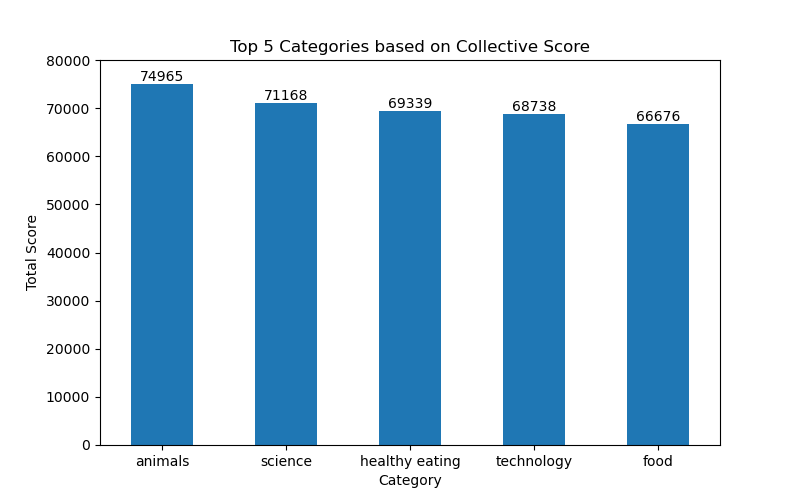 Top 5 Categories based on Collective Score
80000
70000
60000
50000
40000
30000
20000
10000
0
Total Score
74965
71168
69339
68738
66676
animals
science
healthy eating
technology
food
Category